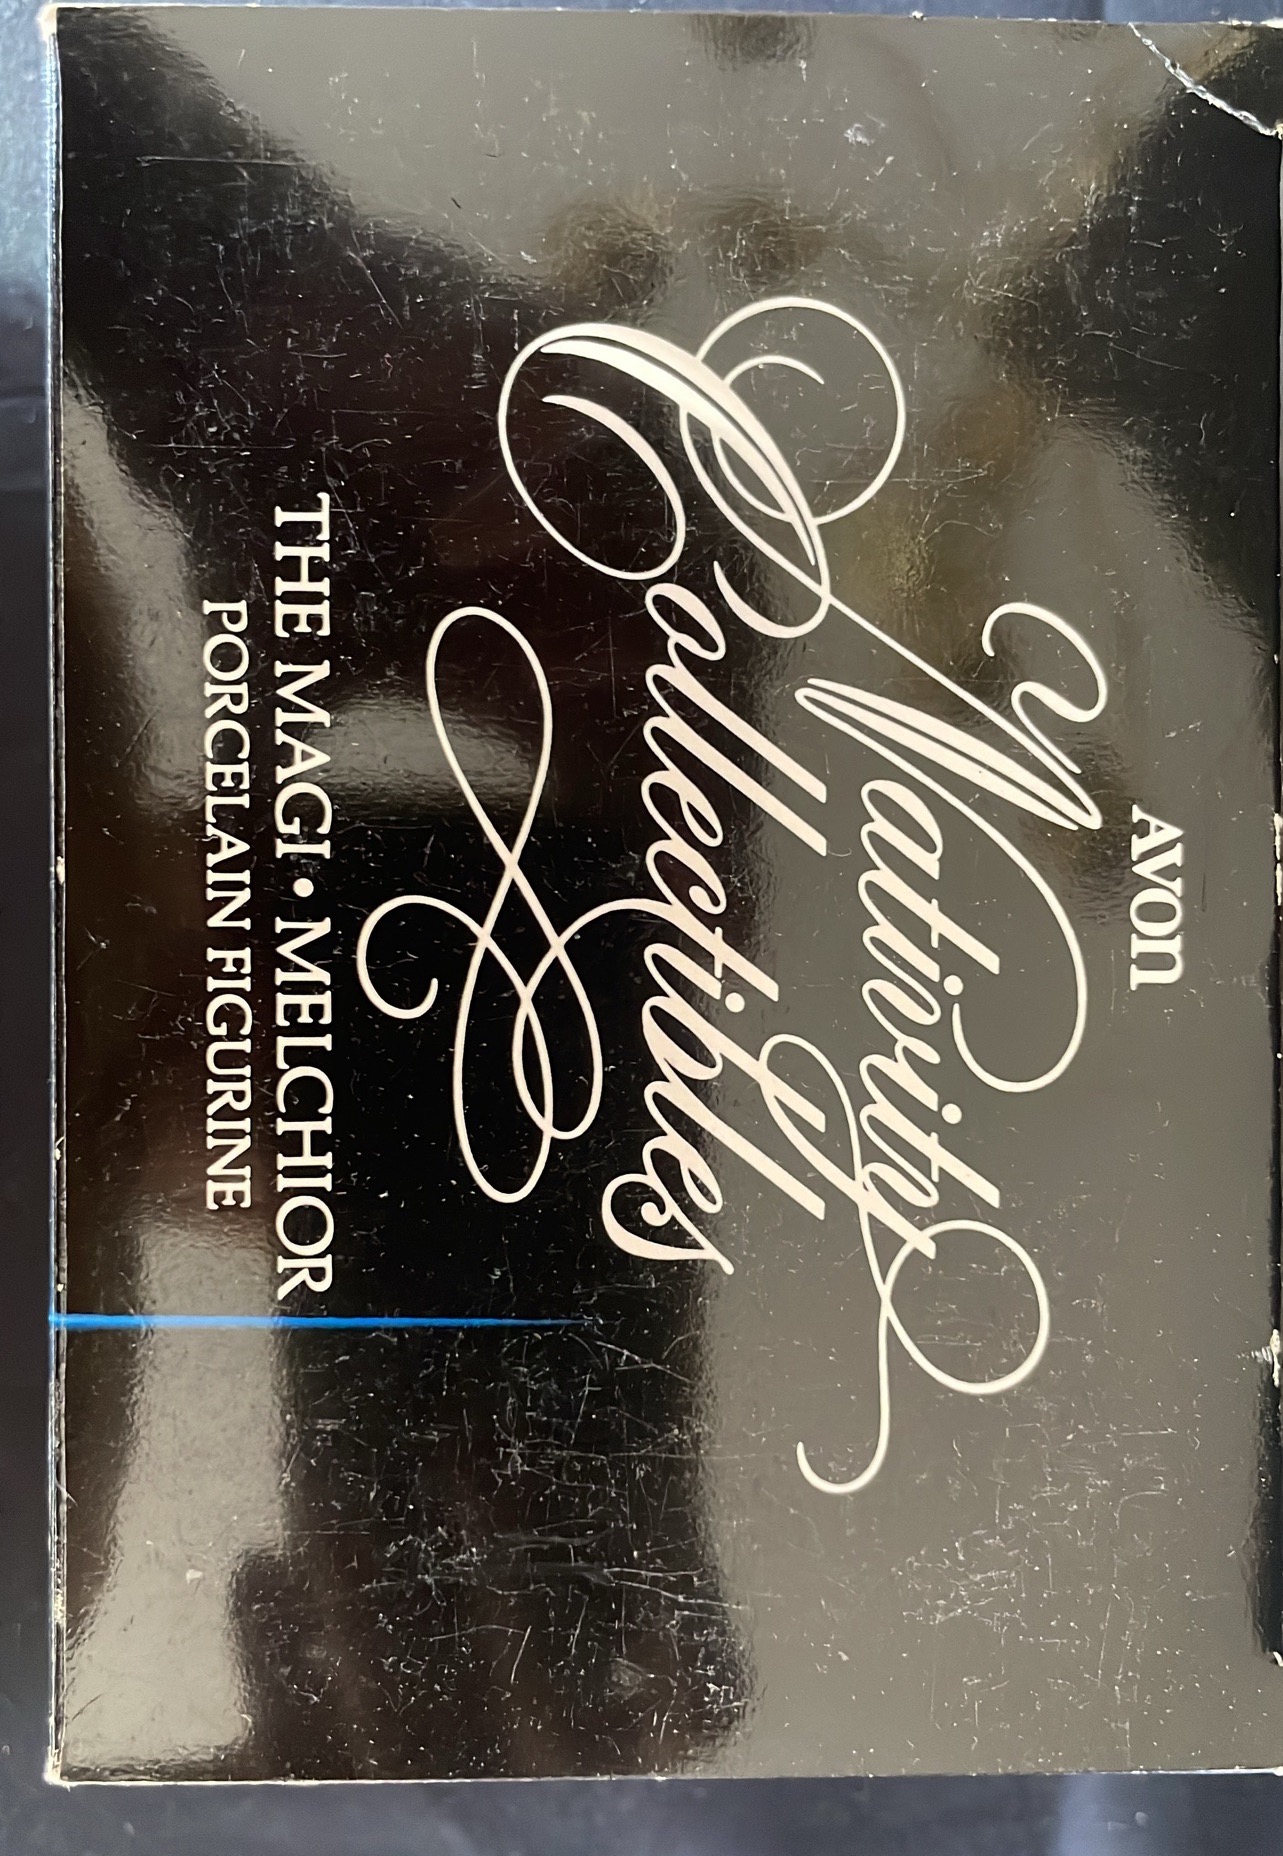 AVON
Nativity
Collectibles
THE MAGI • MELCHIOR
PORCELAIN FIGURINE